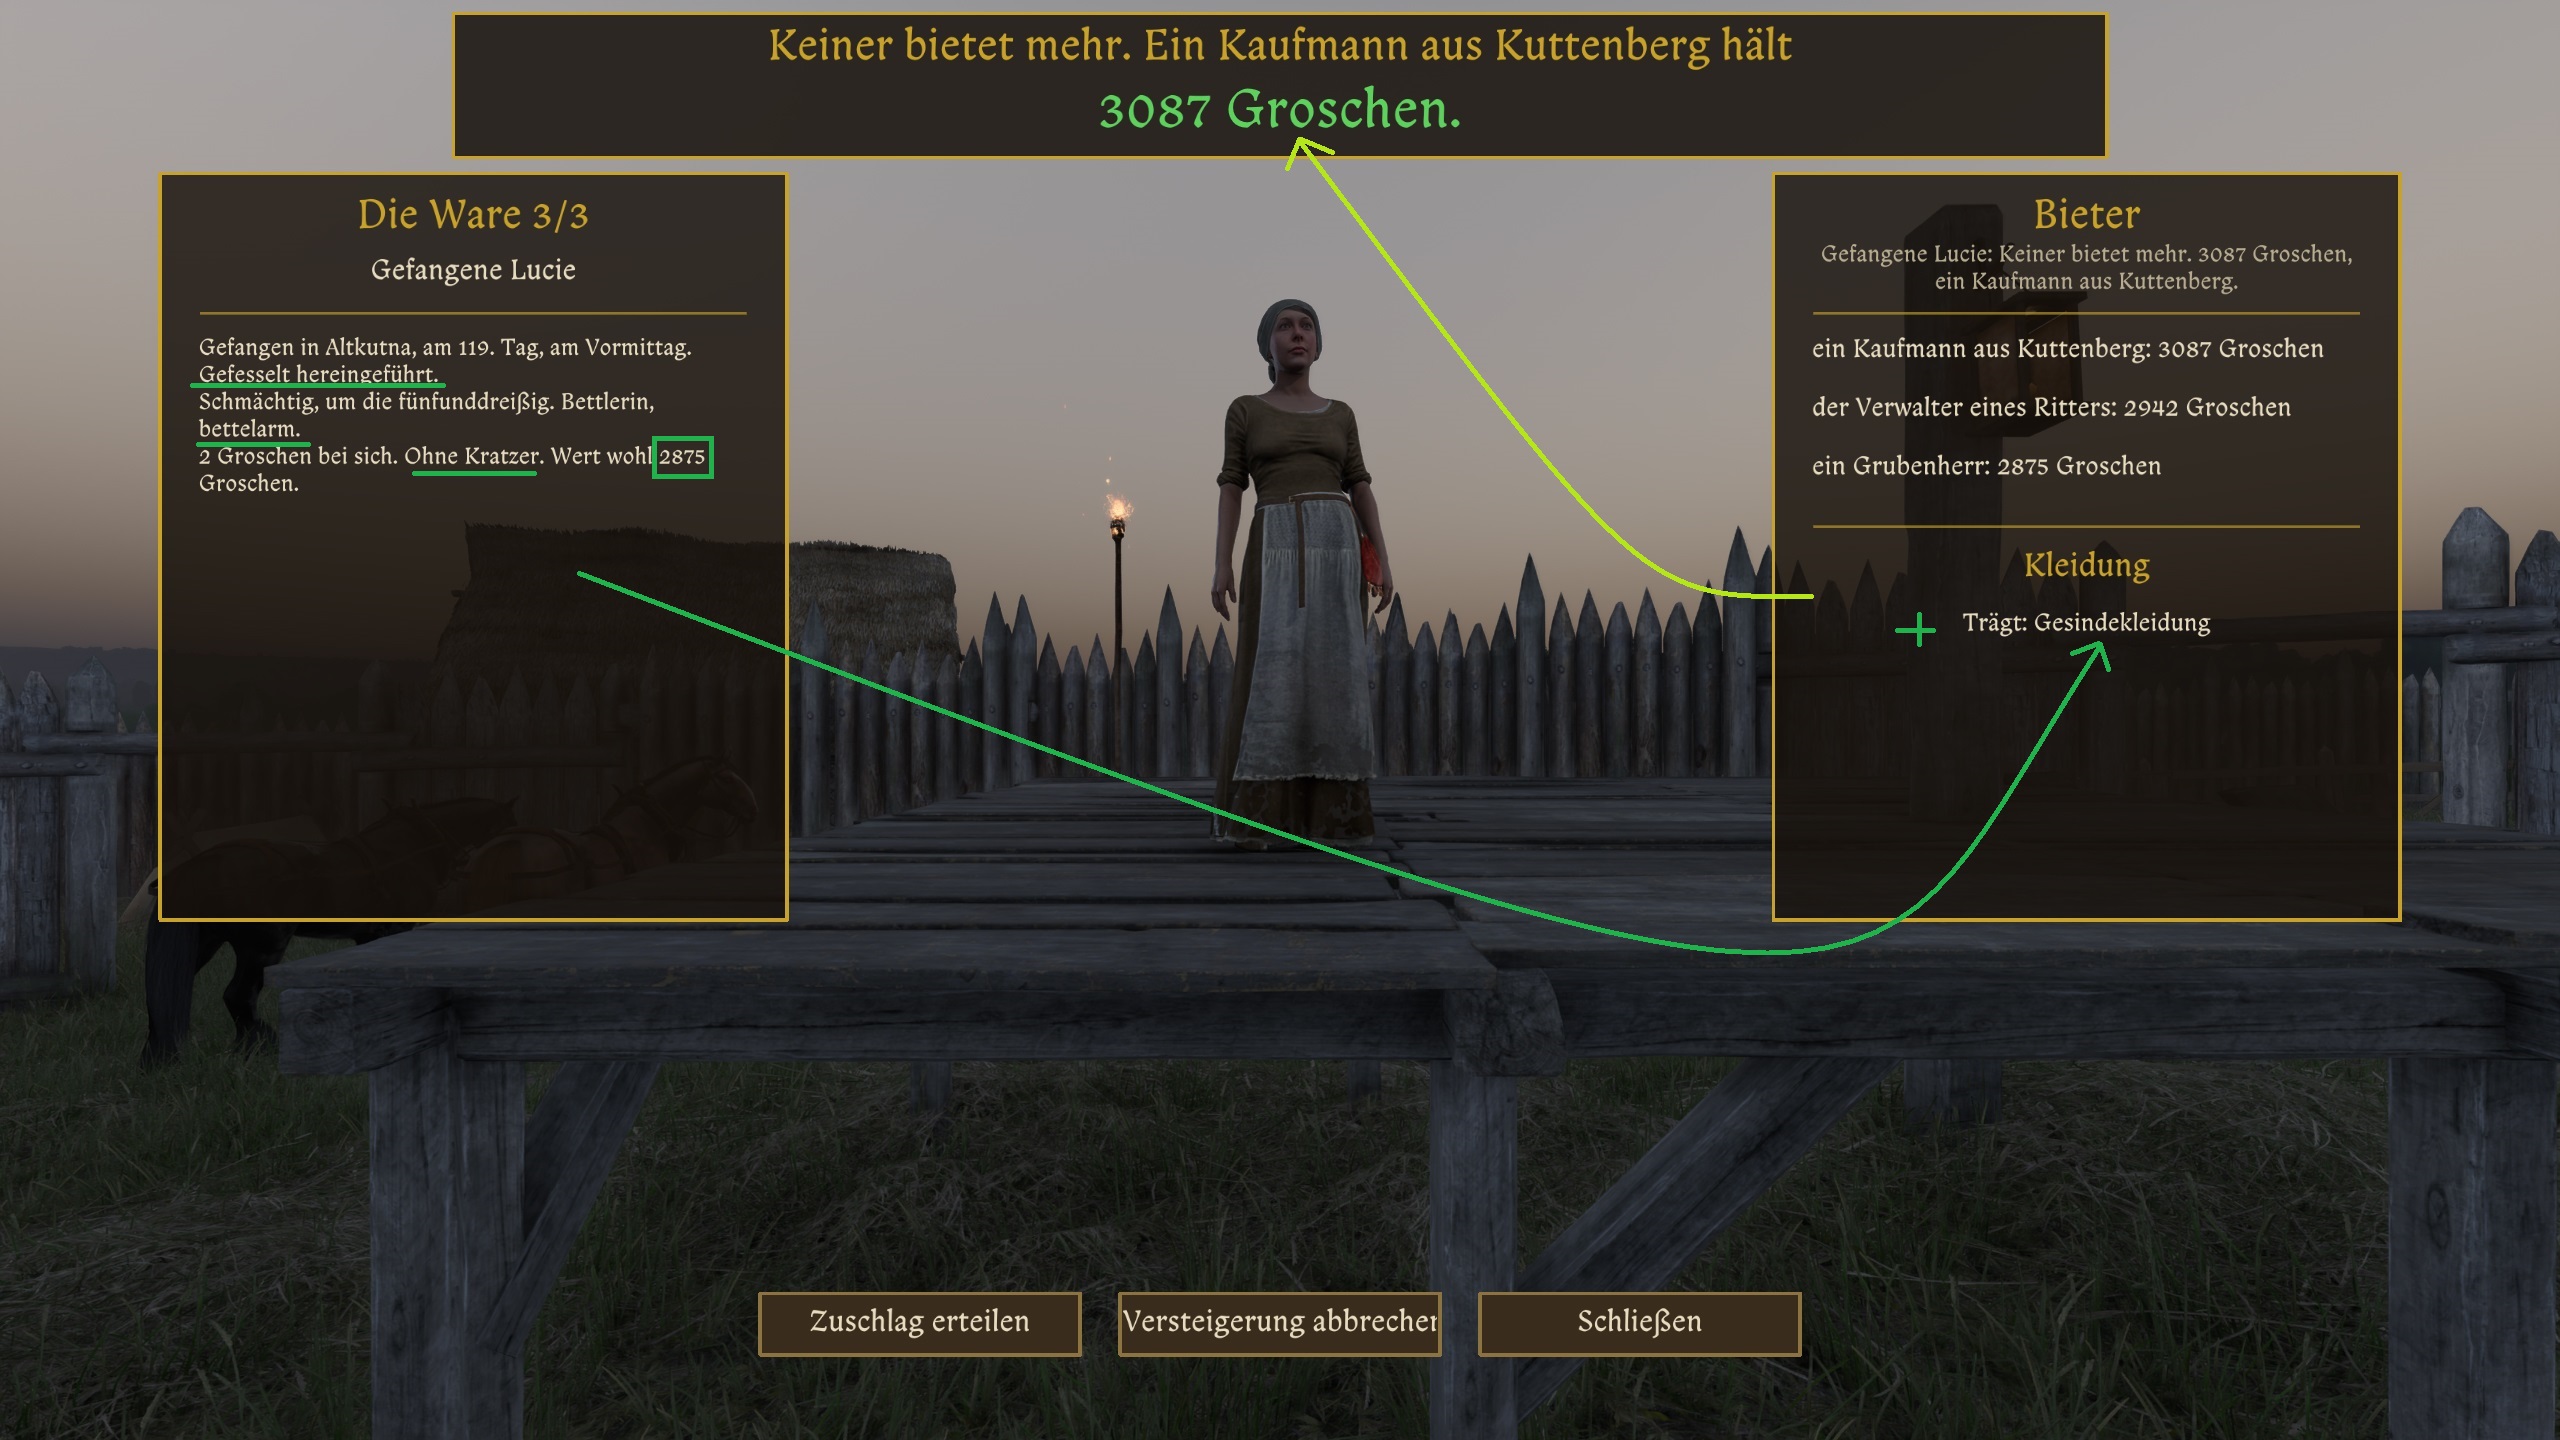 Keiner bietet mehr. Ein Kaufmann aus Kuttenberg hält
3087 Groschen.
Die Ware 3/3
Gefangene Lucie
Gefangen in Altkutna, am 119. Tag, am Vormittag.
Gefesselt hereingeführt.
Schmächtig, um die fünfunddreißig. Bettlerin,
bettelarm.
2 Groschen bei sich. Ohne Kratzer. Wert wohl 2875
Groschen.
Bieter
Gefangene Lucie: Keiner bietet mehr. 3087 Groschen,
ein Kaufmann aus Kuttenberg.
ein Kaufmann aus Kuttenberg: 3087 Groschen
der Verwalter eines Ritters: 2942 Groschen
ein Grubenherr: 2875 Groschen
Kleidung
Trägt: Gesindekleidung
Zuschlag erteilen
Versteigerung abbrechen
Schließen